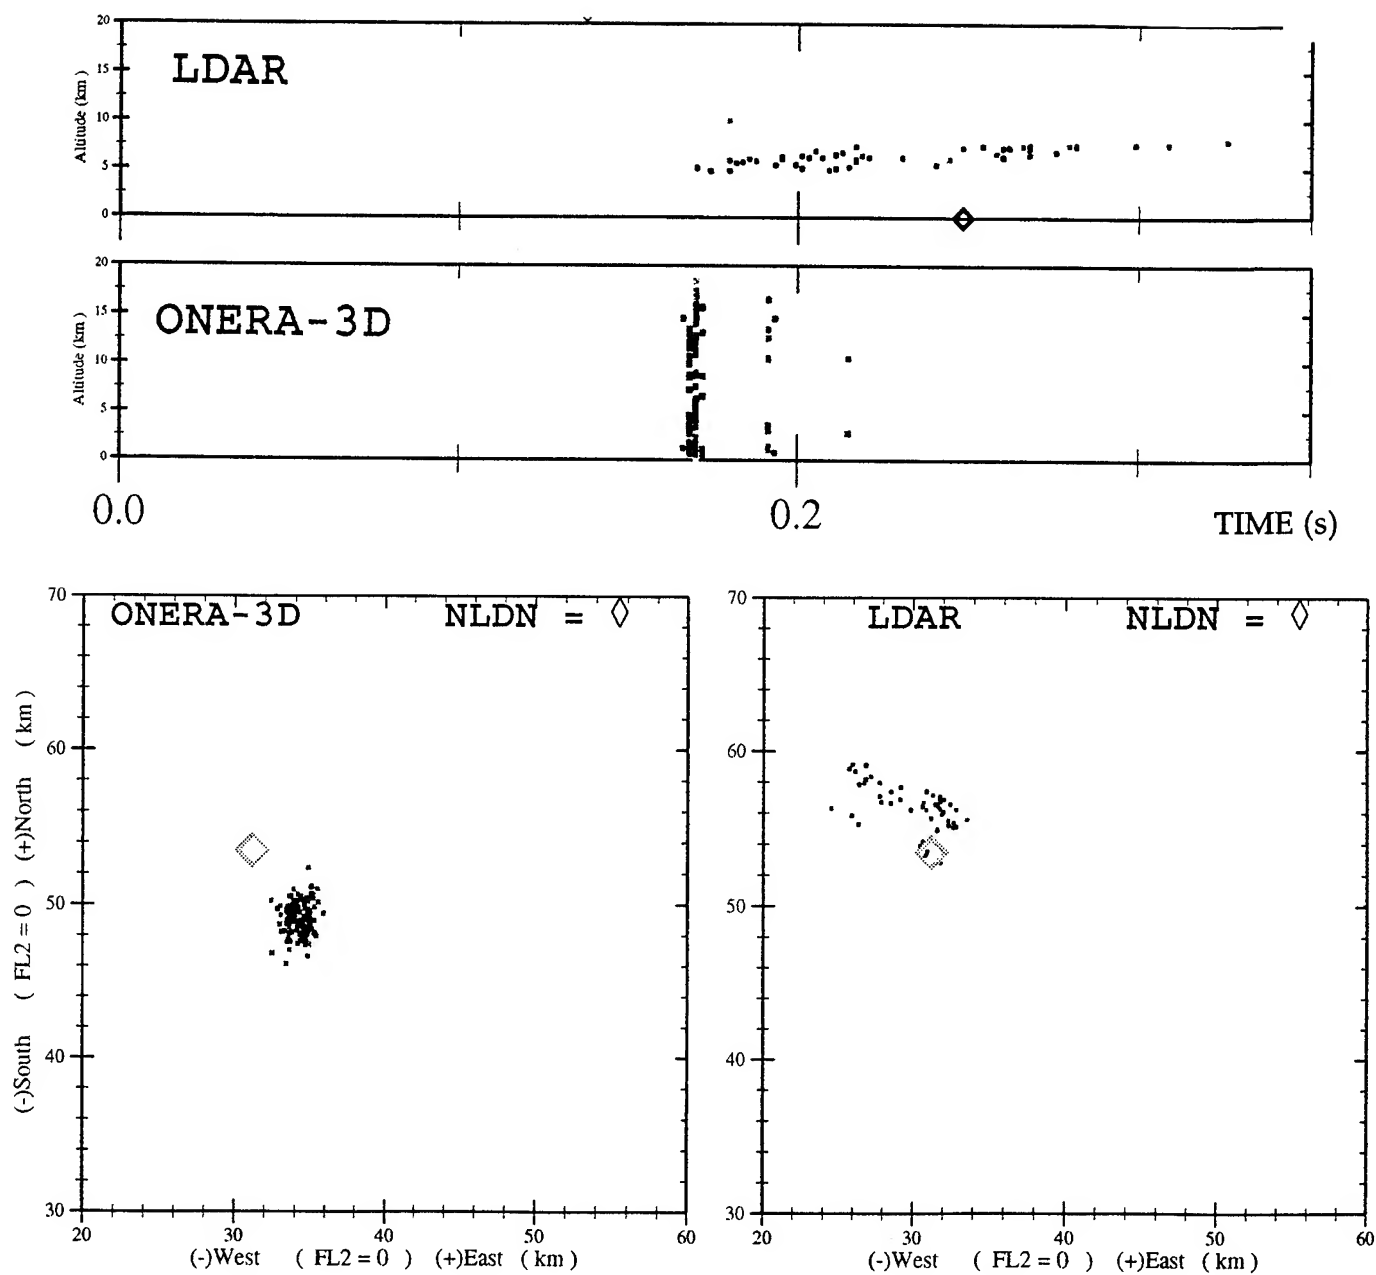 20
15
10
5
0
Altitude (km)
LDAR
20
15
10
5
0
Altitude (km)
ONERA-3D
0.0
0.2
TIME (s)
70
60
50
40
30
(-)South ( FL2 = 0 ) (+)North ( km )
ONERA-3D NLDN =
20 30 40 50 60
(-)West ( FL2 = 0 ) (+)East ( km )
70
60
50
40
30
LDAR NLDN =
20 30 40 50 60
(-)West ( FL2 = 0 ) (+)East ( km )